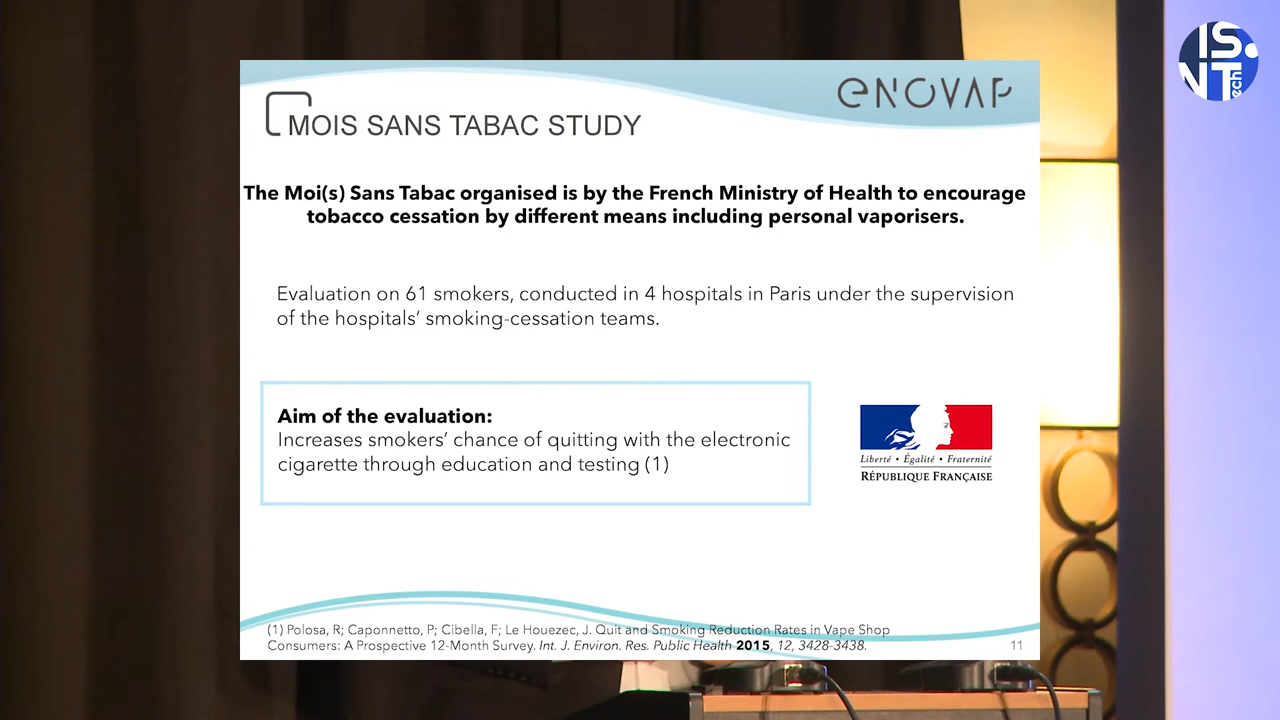 IS.
VTech
enovap
MOIS SANS TABAC STUDY
The Moi(s) Sans Tabac organised is by the French Ministry of Health to encourage
tobacco cessation by different means including personal vaporisers.
Evaluation on 61 smokers, conducted in 4 hospitals in Paris under the supervision
of the hospitals’ smoking-cessation teams.
Aim of the evaluation:
Increases smokers’ chance of quitting with the electronic
cigarette through education and testing (1)
Liberté • Égalité • Fraternité
RÉPUBLIQUE FRANÇAISE
(1) Polosa, R; Caponnetto, P; Cibella, F; Le Houezec, J. Quit and Smoking Reduction Rates in Vape Shop
Consumers: A Prospective 12-Month Survey. Int. J. Environ. Res. Public Health 2015, 12, 3428-3438.
11